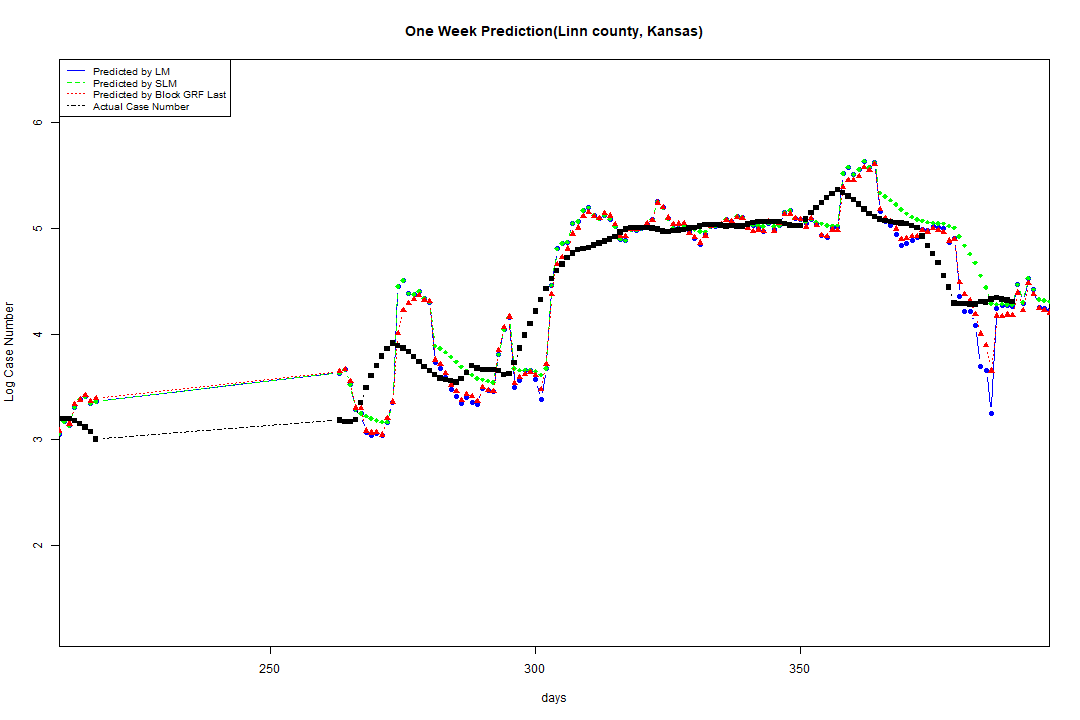 One Week Prediction(Linn county, Kansas)
Predicted by LM
Predicted by SLM
Predicted by Block GRF Last
Actual Case Number
6
5
4
3
2
Log Case Number
250
300
350
days